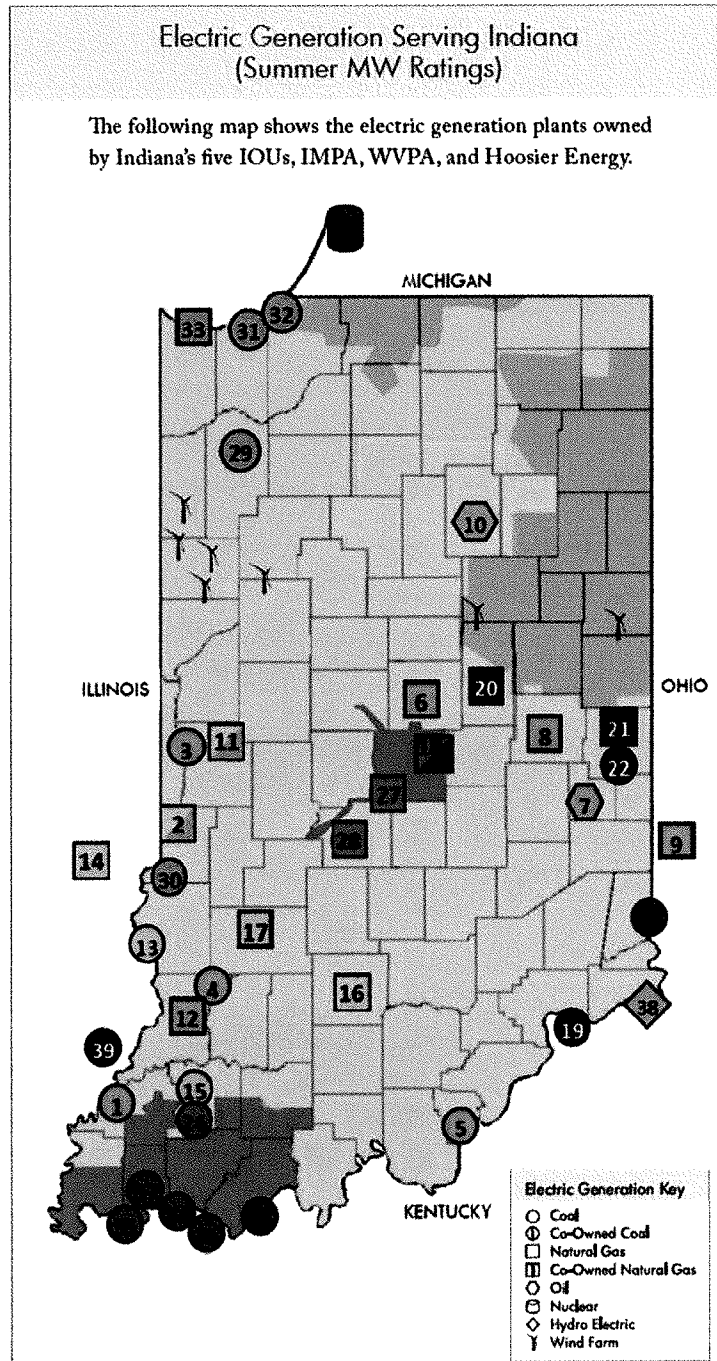 Electric Generation Serving Indiana
(Summer MW Ratings)
The following map shows the electric generation plants owned
by Indiana's five IOUs, IMPA, WVPA, and Hoosier Energy.
MICHIGAN
32
33
31
29
10
ILLINOIS
OHIO
20
6
21
11
8
3
22
27
7
2
9
14
30
17
13
4
16
38
12
19
39
15
1
5
KENTUCKY
Electric Generation Key
Coal
Co-Owned Coal
Natural Gas
Co-Owned Natural Gas
Oil
Nuclear
Hydro Electric
Wind Farm